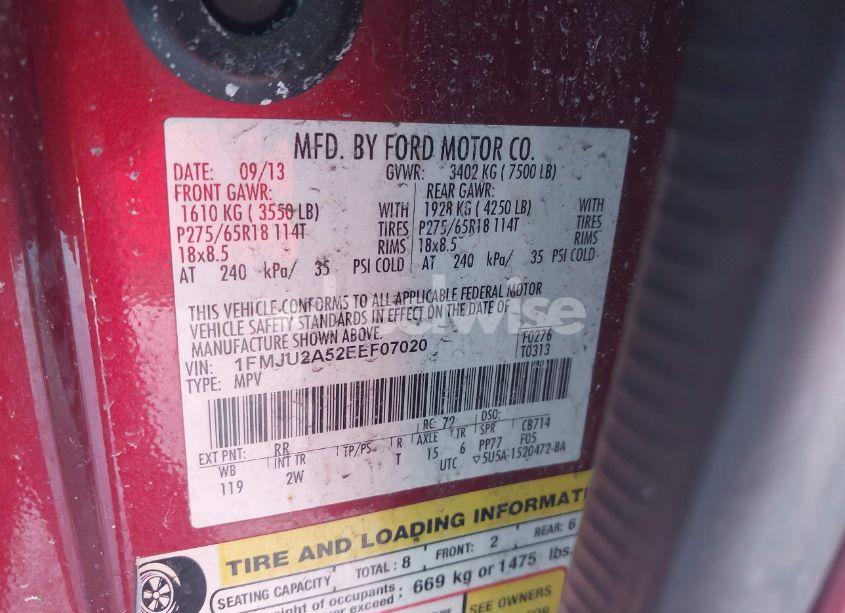 MFD. BY FORD MOTOR CO.
DATE: 09/13 GVWR: 3402 KG ( 7500 LB)
FRONT GAWR: REAR GAWR:
1610 KG ( 3550 LB) WITH 1928 KG ( 4250 LB) WITH
P275/65R18 114T TIRES P275/65R18 114T TIRES
18x8.5 RIMS 18x8.5 RIMS
AT 240 kPa/ 35 PSI COLD AT 240 kPa/ 35 PSI COLD
THIS VEHICLE CONFORMS TO ALL APPLICABLE FEDERAL MOTOR
VEHICLE SAFETY STANDARDS IN EFFECT ON THE DATE OF
MANUFACTURE SHOWN ABOVE.
VIN: 1FMJU2A52EEF07020 F0276
TYPE: MPV T0313
RC: 72 DSO:
EXT PNT: RR TP/PS R AXLE TR SPR CB714
WB INT TR T 15 6 PP77 F05
119 2W UTC ▽5U5A-1520472-BA
TIRE AND LOADING INFORMATI
SEATING CAPACITY TOTAL : 8 FRONT: 2 REAR: 6
ght of occupants 669 kg or 1475 lbs.
er exceed :
SEE OWNERS
FOR